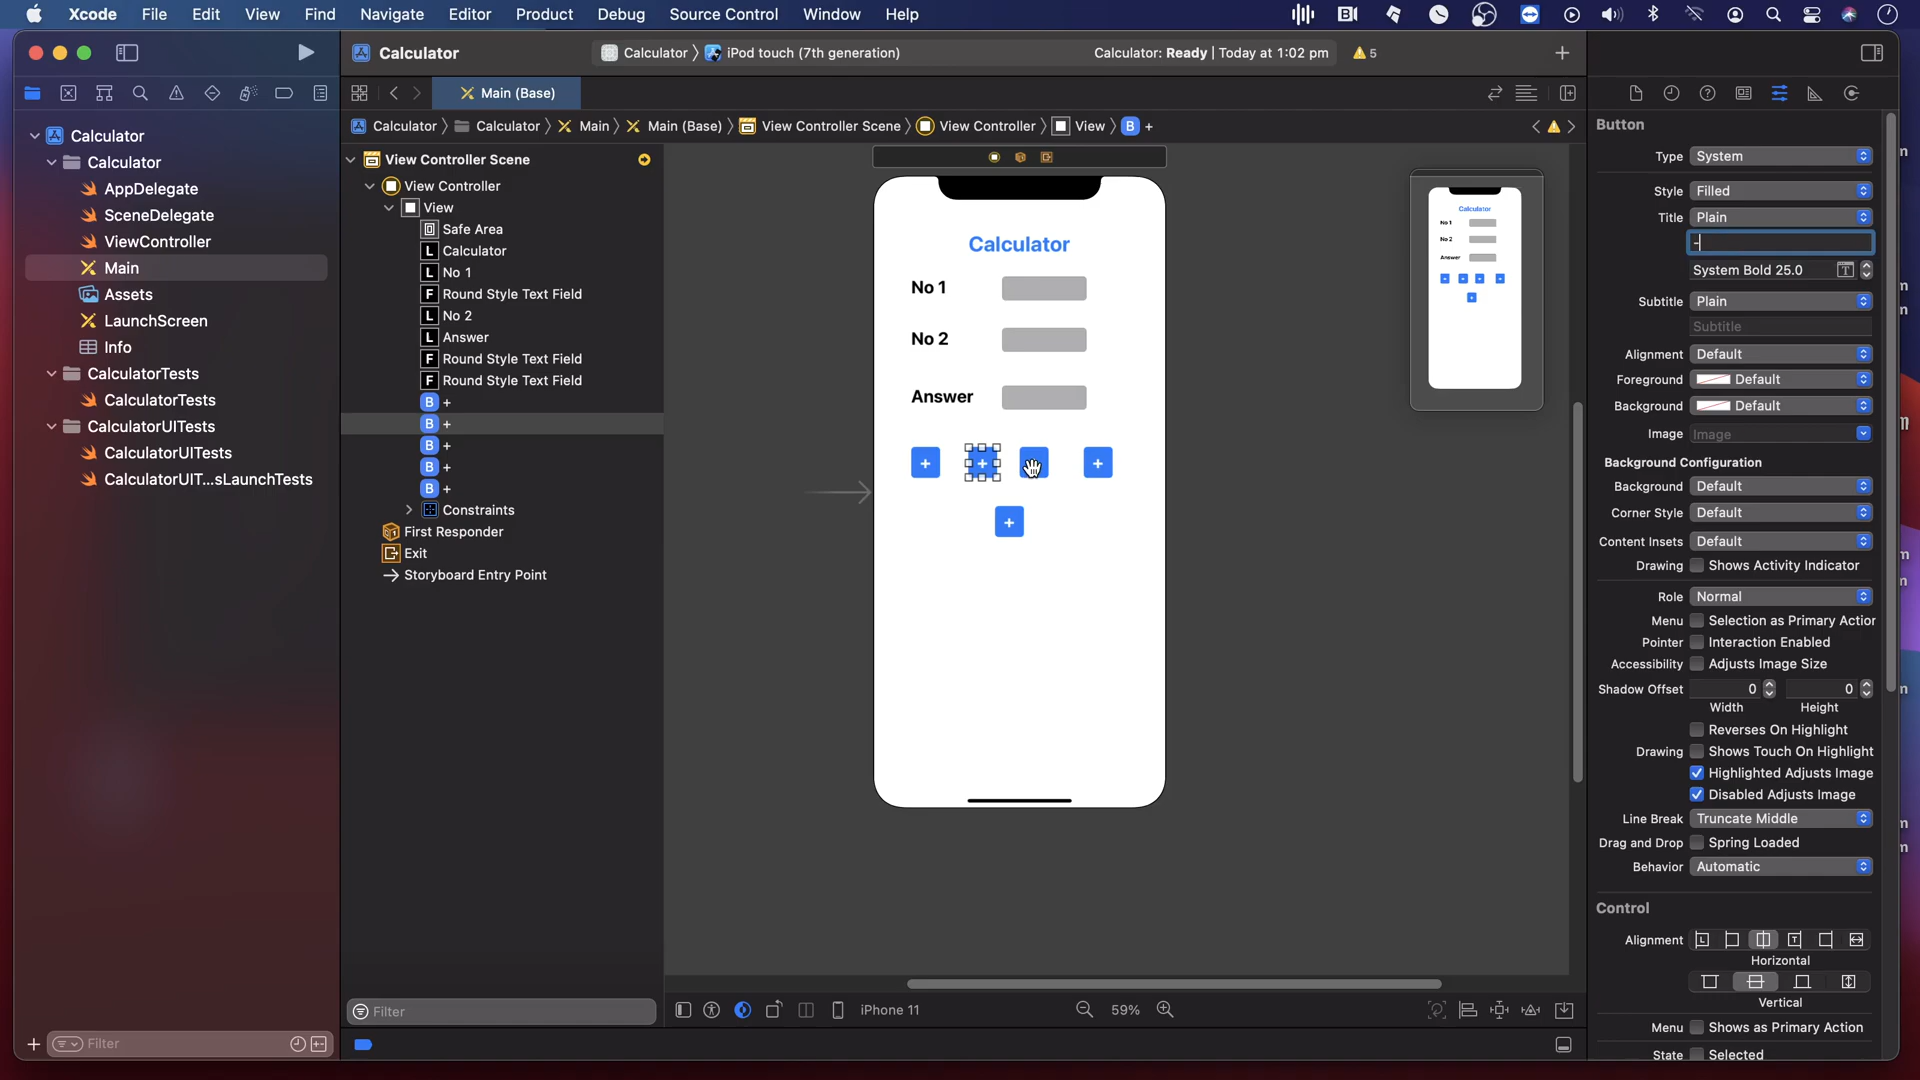 Xcode File Edit View Find Navigate Editor Product Debug Source Control Window Help
Calculator
Calculator iPod touch (7th generation)
Calculator: Ready | Today at 1:02 pm
5
Main (Base)
Calculator Calculator Main Main (Base) View Controller Scene View Controller View B +
Calculator
Calculator
AppDelegate
SceneDelegate
ViewController
Main
Assets
LaunchScreen
Info
CalculatorTests
CalculatorTests
CalculatorUITests
CalculatorUITests
CalculatorUIT...sLaunchTests
Filter
View Controller Scene
View Controller
View
Safe Area
L Calculator
L No 1
F Round Style Text Field
L No 2
L Answer
F Round Style Text Field
F Round Style Text Field
B +
B +
B +
B +
B +
Constraints
First Responder
Exit
Storyboard Entry Point
Filter
Calculator
No 1
No 2
Answer
+ + +
+
Calculator
No 1
No 2
Answer
iPhone 11
59%
Button
Type System
Style Filled
Title Plain
-
System Bold 25.0
Subtitle Plain
Subtitle
Alignment Default
Foreground Default
Background Default
Image Image
Background Configuration
Background Default
Corner Style Default
Content Insets Default
Drawing Shows Activity Indicator
Role Normal
Menu Selection as Primary Action
Pointer Interaction Enabled
Accessibility Adjusts Image Size
Shadow Offset 0 0
Width Height
Reverses On Highlight
Drawing Shows Touch On Highlight
Highlighted Adjusts Image
Disabled Adjusts Image
Line Break Truncate Middle
Drag and Drop Spring Loaded
Behavior Automatic
Control
Alignment
Horizontal
Vertical
Menu Shows as Primary Action
State Selected